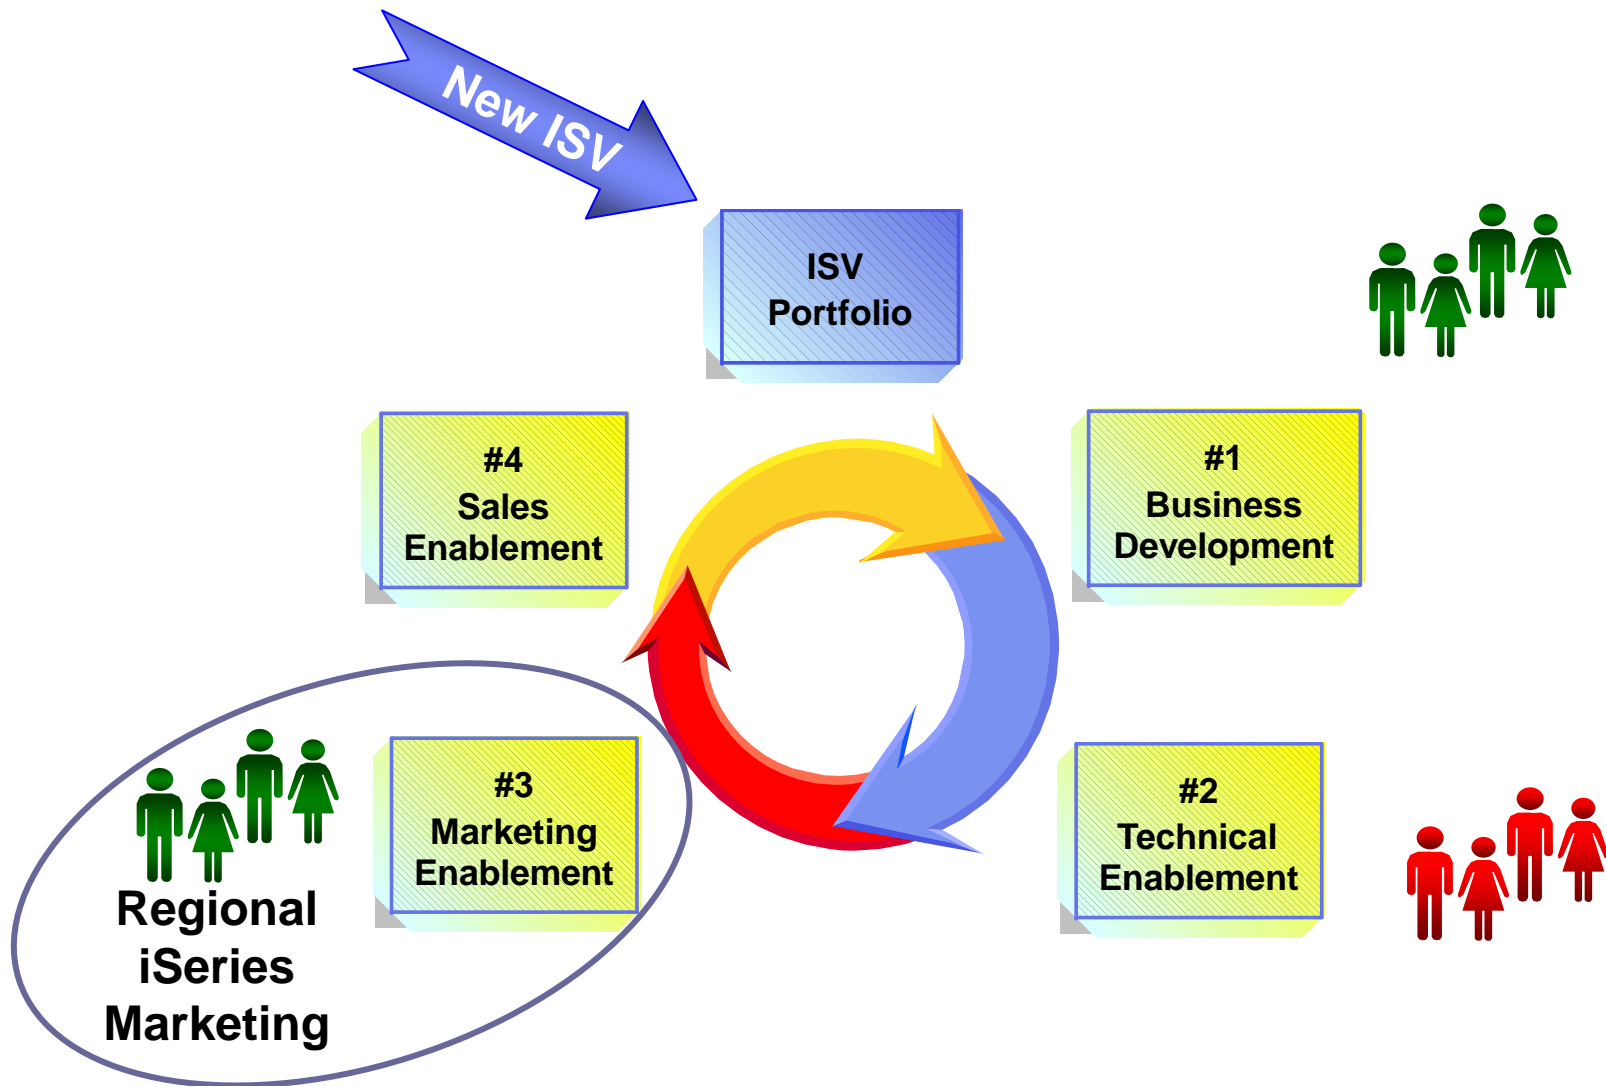 New ISV
ISV
Portfolio
#4
Sales
Enablement
#1
Business
Development
#3
Marketing
Enablement
#2
Technical
Enablement
Regional
iSeries
Marketing